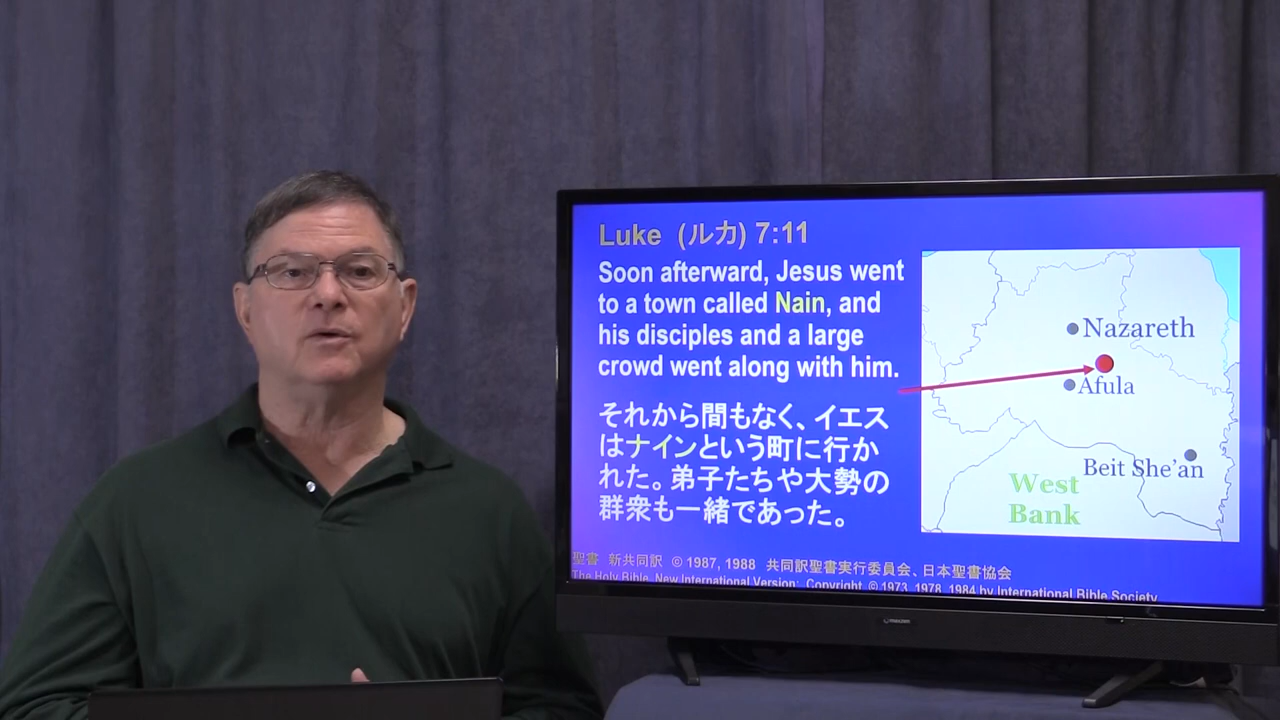 Luke (ルカ) 7:11
Soon afterward, Jesus went
to a town called Nain, and
his disciples and a large
crowd went along with him.
それから間もなく、イエス
はナインという町に行か
れた。弟子たちや大勢の
群衆も一緒であった。
Nazareth
Afula
Beit She'an
West
Bank
聖書 新共同訳 © 1987, 1988 共同訳聖書実行委員会、日本聖書協会
The Holy Bible, New International Version; Copyright © 1973, 1978, 1984 by International Bible Society